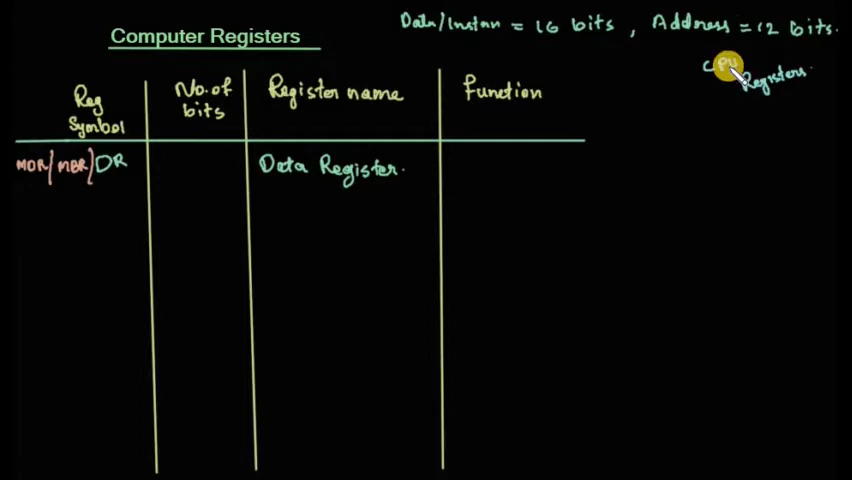 Computer Registers
Data/Instan = 16 bits, Address = 12 bits.
CPU Registers.
Reg Symbol
No. of bits
Register name
function
MDR/MBR/DR
Data Register.